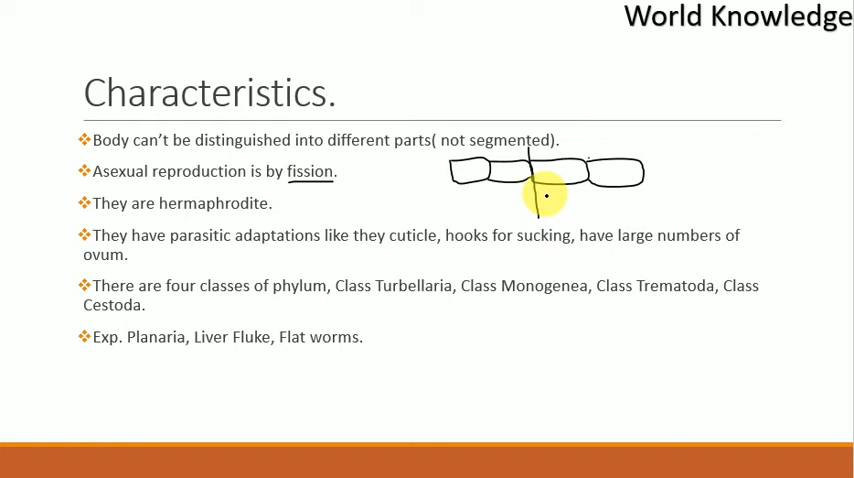 World Knowledge
Characteristics.
❖Body can't be distinguished into different parts( not segmented).
❖Asexual reproduction is by fission.
❖They are hermaphrodite.
❖They have parasitic adaptations like they cuticle, hooks for sucking, have large numbers of
ovum.
❖There are four classes of phylum, Class Turbellaria, Class Monogenea, Class Trematoda, Class
Cestoda.
❖Exp. Planaria, Liver Fluke, Flat worms.